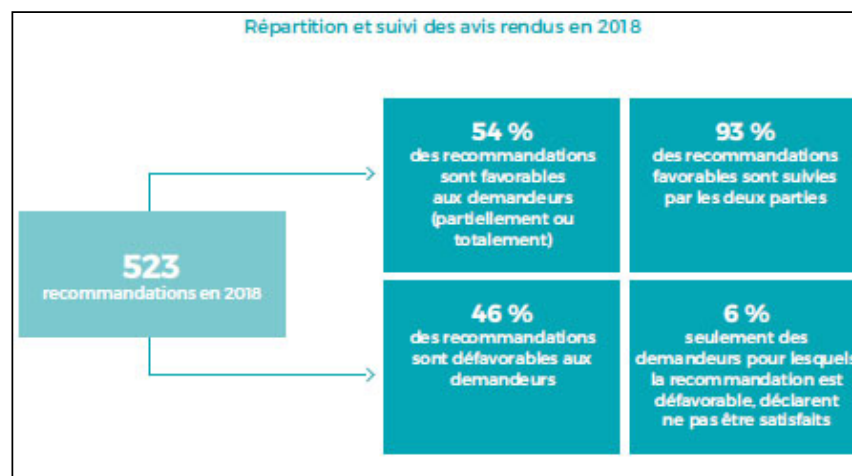 Répartition et suivi des avis rendus en 2018
523
recommandations en 2018
54 %
des recommandations
sont favorables
aux demandeurs
(partiellement ou
totalement)
93 %
des recommandations
favorables sont suivies
par les deux parties
46 %
des recommandations
sont défavorables aux
demandeurs
6 %
seulement des
demandeurs pour lesquels
la recommandation est
défavorable, déclarent
ne pas être satisfaits